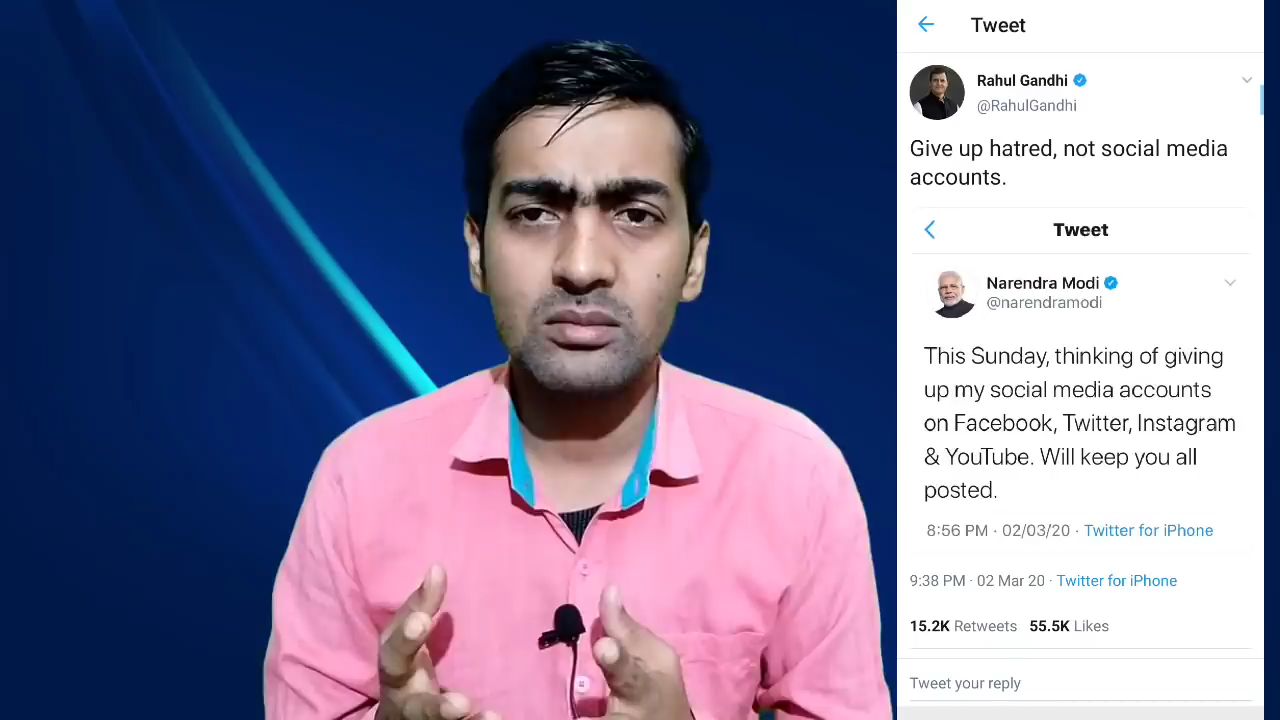 Tweet
Rahul Gandhi
@RahulGandhi
Give up hatred, not social media
accounts.
Tweet
Narendra Modi
@narendramodi
This Sunday, thinking of giving
up my social media accounts
on Facebook, Twitter, Instagram
& YouTube. Will keep you all
posted.
8:56 PM · 02/03/20 · Twitter for iPhone
9:38 PM · 02 Mar 20 · Twitter for iPhone
15.2K Retweets 55.5K Likes
Tweet your reply